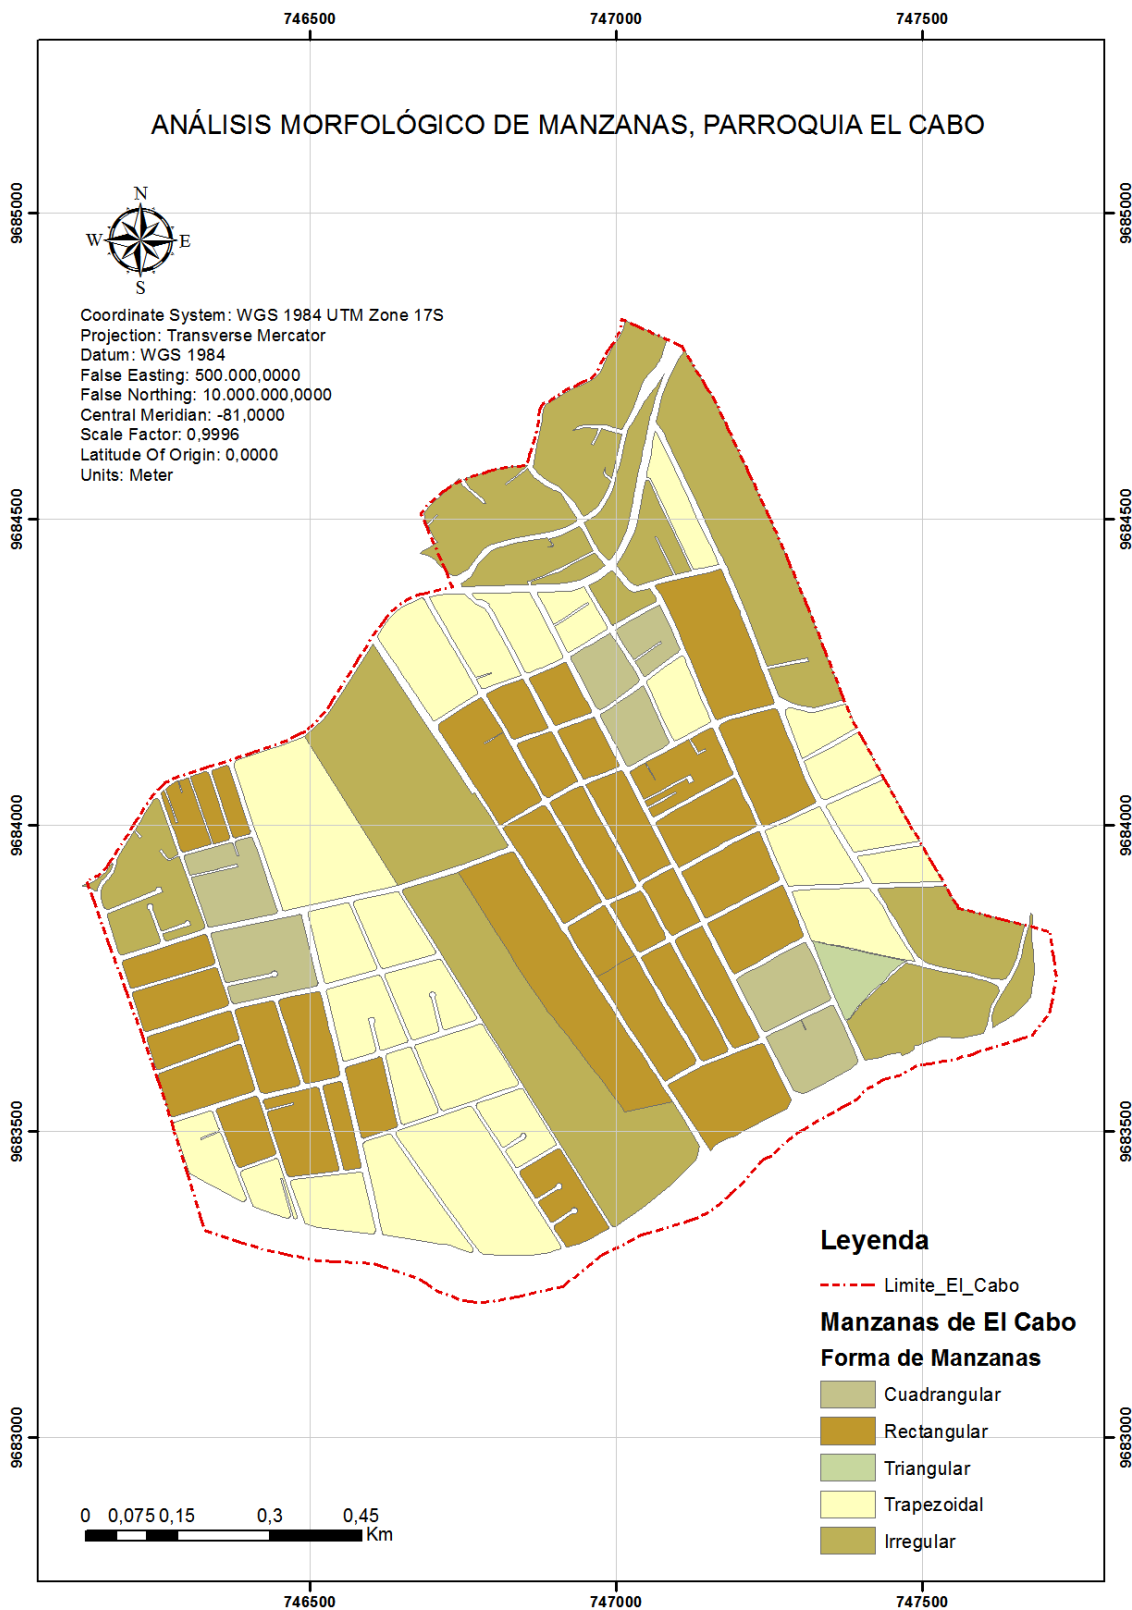 746500 747000 747500
ANÁLISIS MORFOLÓGICO DE MANZANAS, PARROQUIA EL CABO
N
W E
S
9685000 9685000
Coordinate System: WGS 1984 UTM Zone 17S
Projection: Transverse Mercator
Datum: WGS 1984
False Easting: 500.000,0000
False Northing: 10.000.000,0000
Central Meridian: -81,0000
Scale Factor: 0,9996
Latitude Of Origin: 0,0000
Units: Meter
9684500 9684500
9684000 9684000
9683500 9683500
Leyenda
Limite_El_Cabo
Manzanas de El Cabo
Forma de Manzanas
Cuadrangular
Rectangular
Triangular
Trapezoidal
Irregular
9683000 9683000
0 0,075 0,15 0,3 0,45
Km
746500 747000 747500